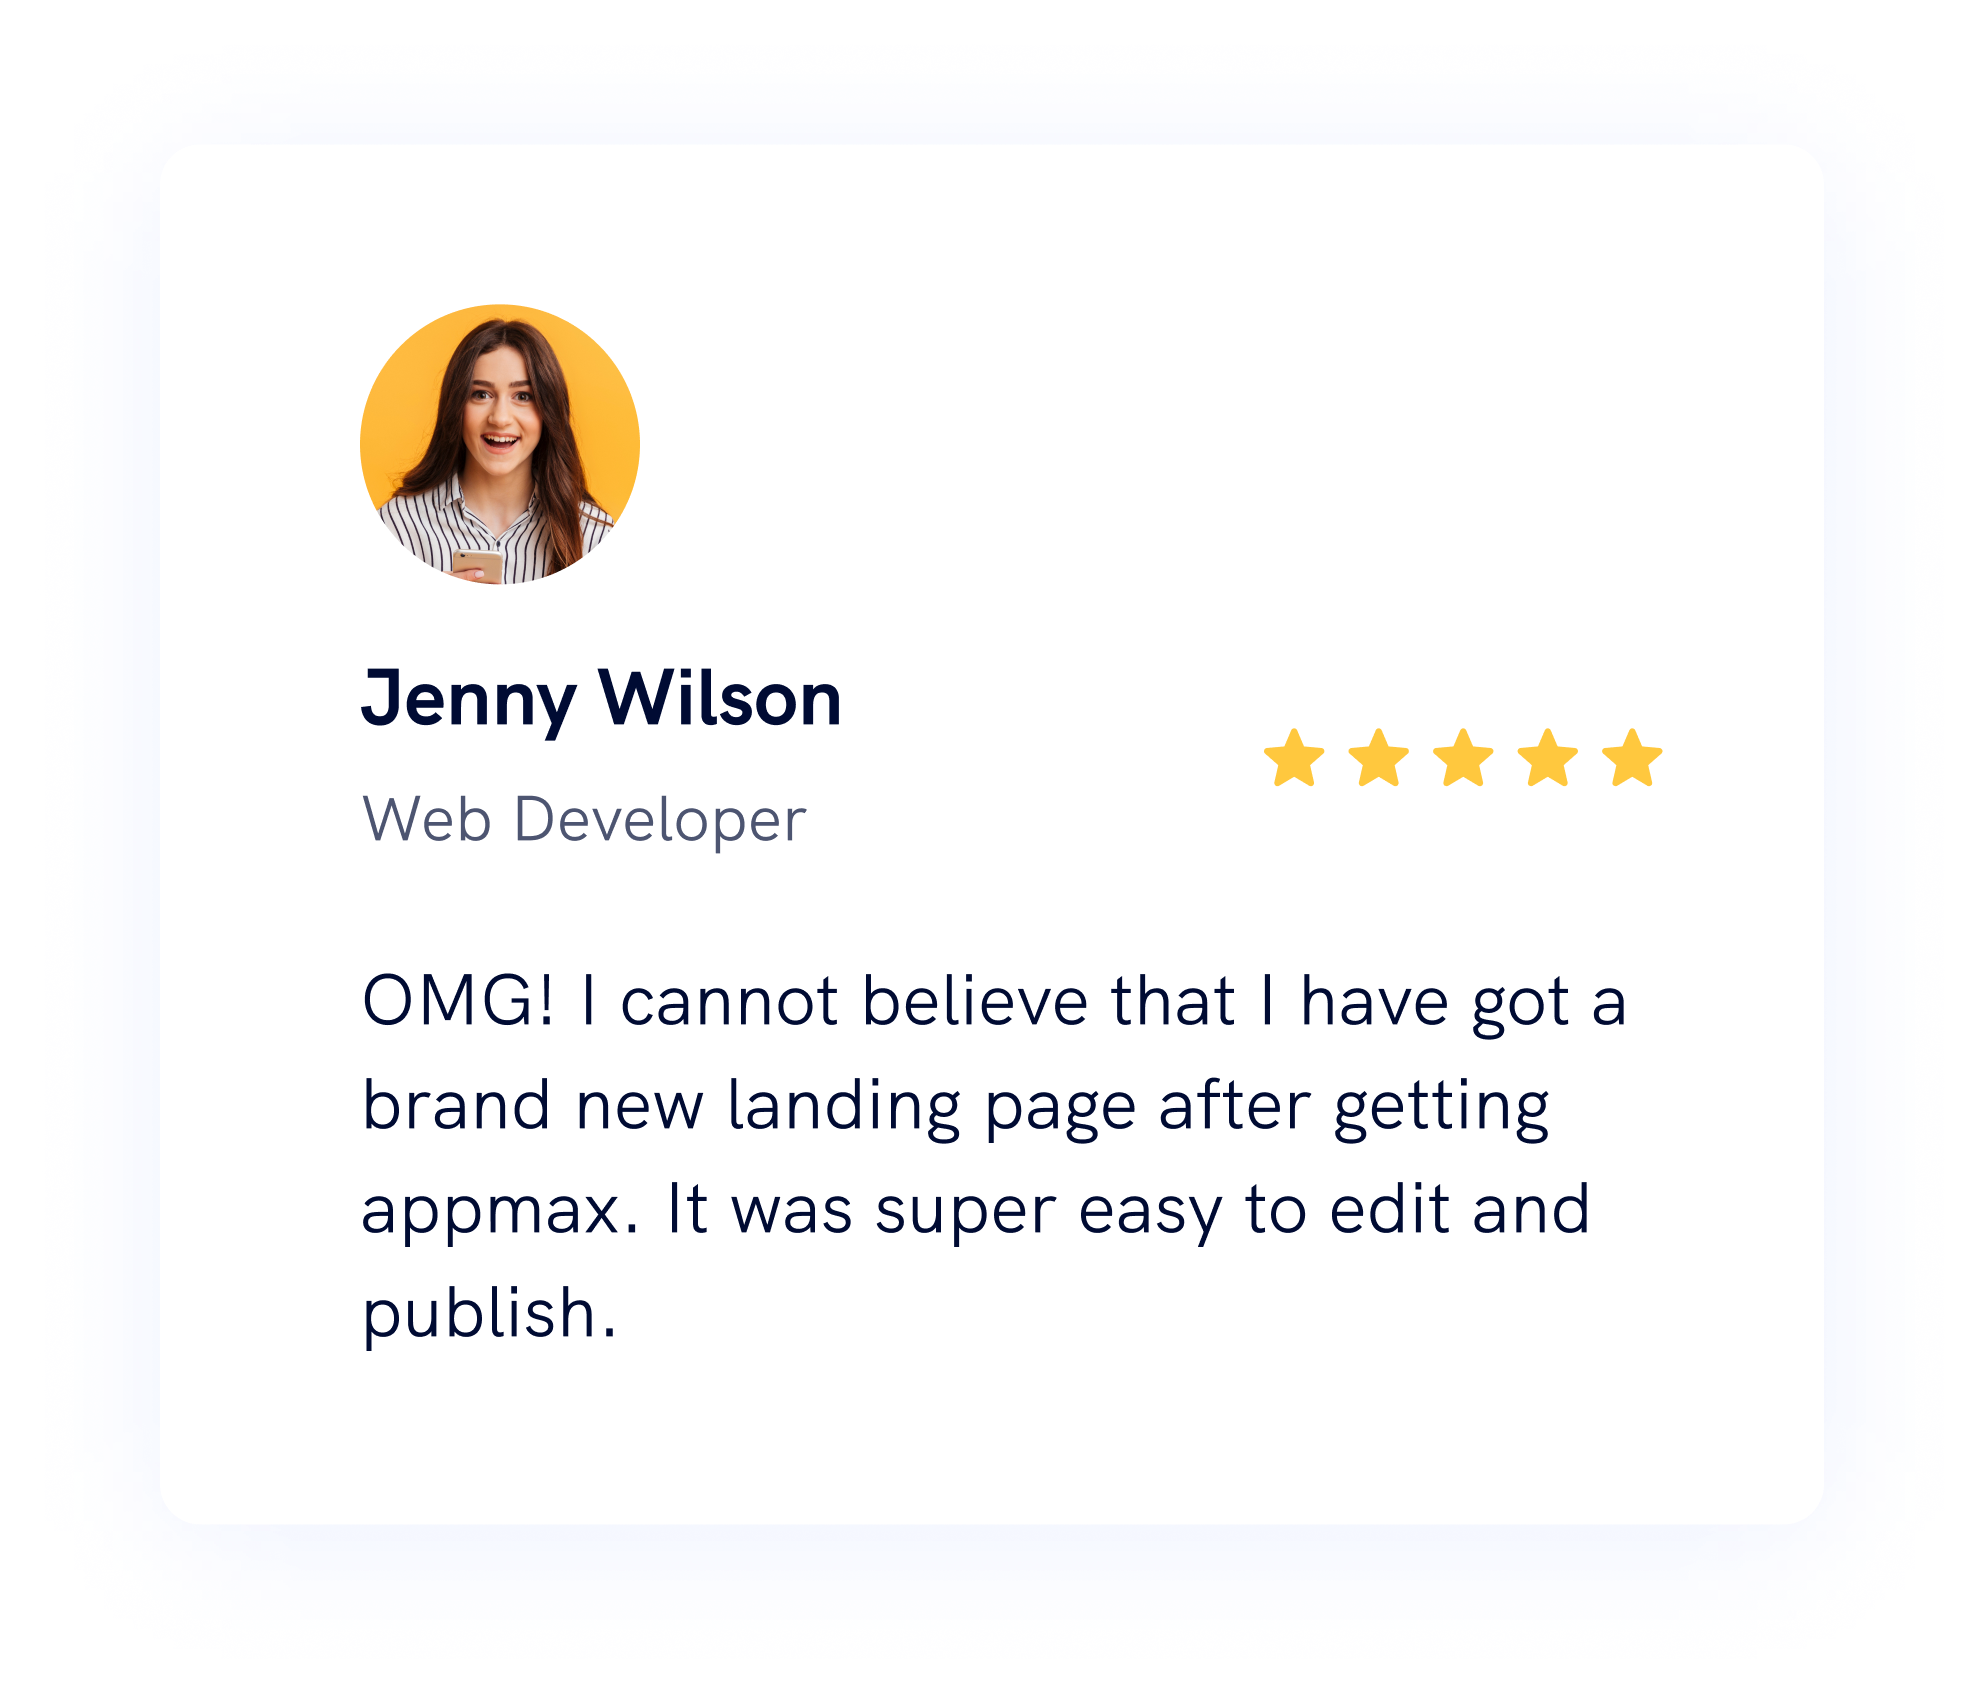 Jenny Wilson
Web Developer
OMG! I cannot believe that I have got a
brand new landing page after getting
appmax. It was super easy to edit and
publish.